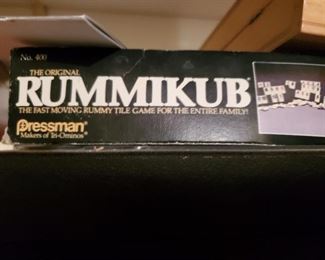 No. 400
THE ORIGINAL
RUMMIKUB®
THE FAST MOVING RUMMY TILE GAME FOR THE ENTIRE FAMILY!
Pressman®
Makers of Tri-Ominos